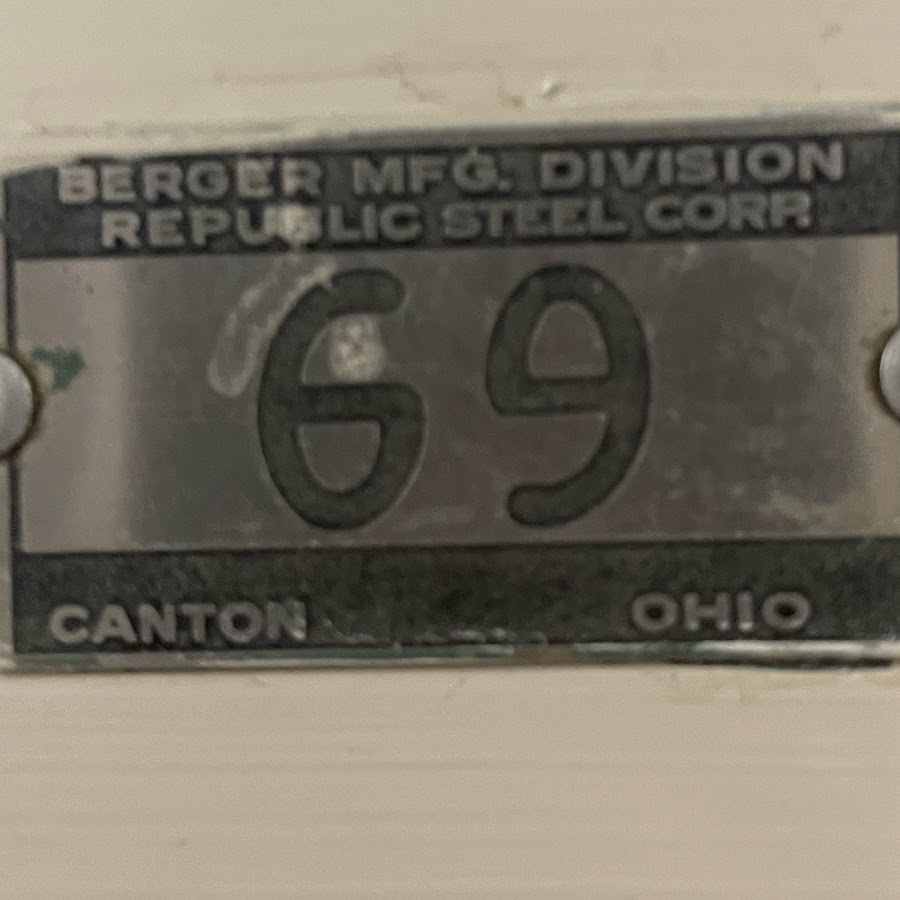 BERGER MFG. DIVISION
REPUBLIC STEEL CORP.
69
CANTON OHIO